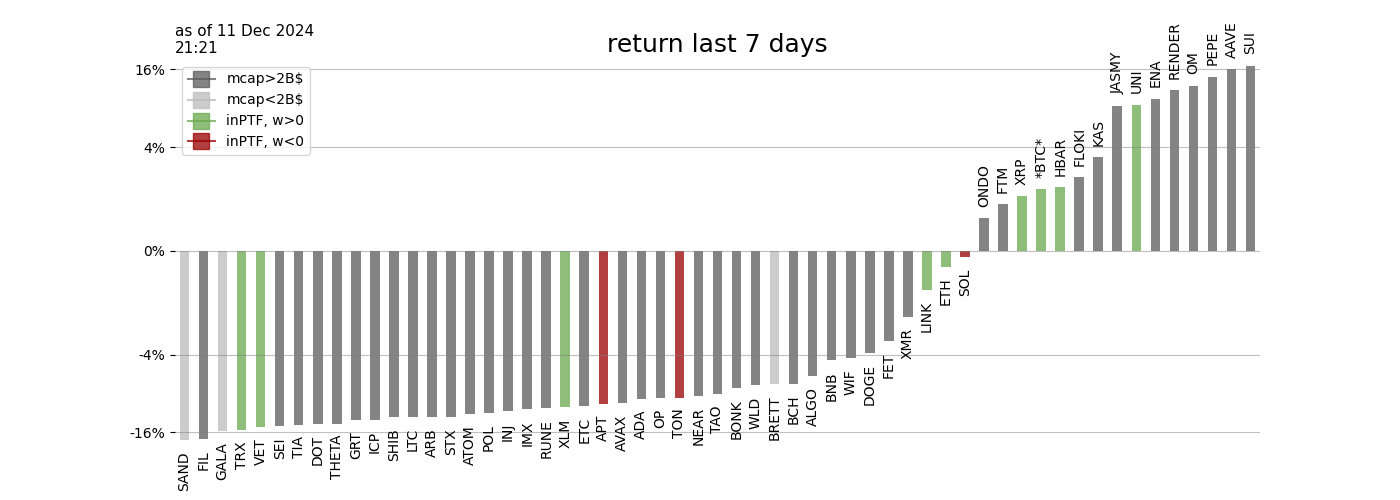 as of 11 Dec 2024
21:21
return last 7 days
mcap>2B$
mcap<2B$
inPTF, w>0
inPTF, w<0
16%
4%
0%
-4%
-16%
SAND
FIL
GALA
TRX
VET
SEI
TIA
DOT
THETA
GRT
ICP
SHIB
LTC
ARB
STX
ATOM
POL
INJ
IMX
RUNE
XLM
ETC
APT
AVAX
ADA
OP
TON
NEAR
TAO
BONK
WLD
BRETT
BCH
ALGO
BNB
WIF
DOGE
FET
XMR
LINK
ETH
SOL
ONDO
FTM
XRP
*BTC*
HBAR
FLOKI
KAS
JASMY
UNI
ENA
RENDER
OM
PEPE
AAVE
SUI